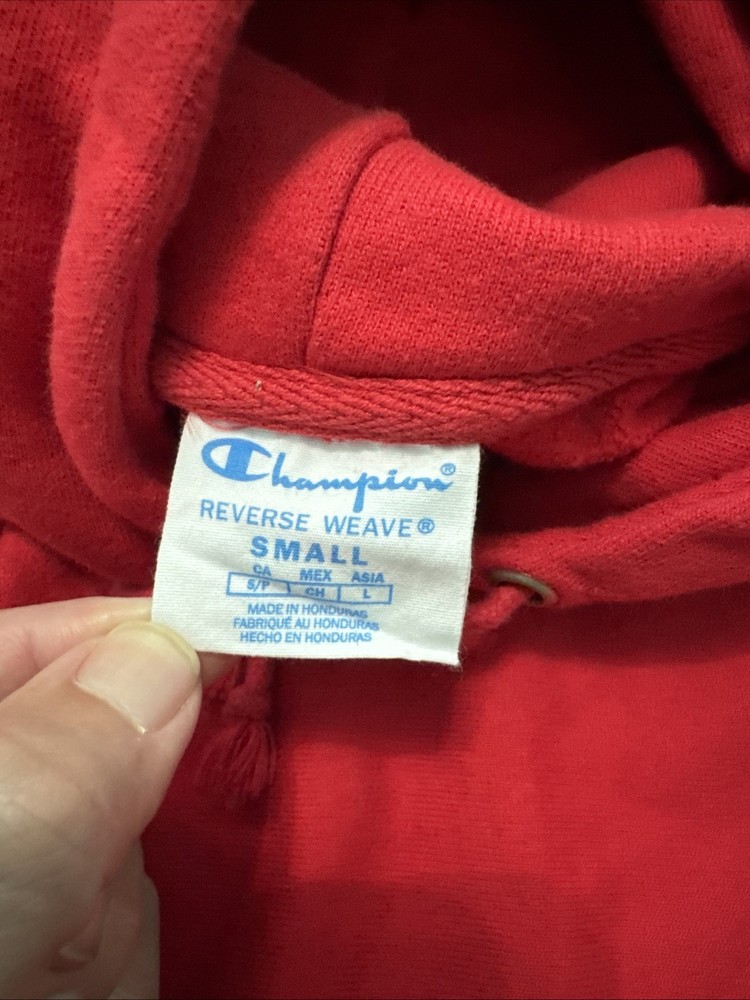 Champion®
REVERSE WEAVE®
SMALL
CA MEX ASIA
S/P CH L
MADE IN HONDURAS
FABRIQUÉ AU HONDURAS
HECHO EN HONDURAS